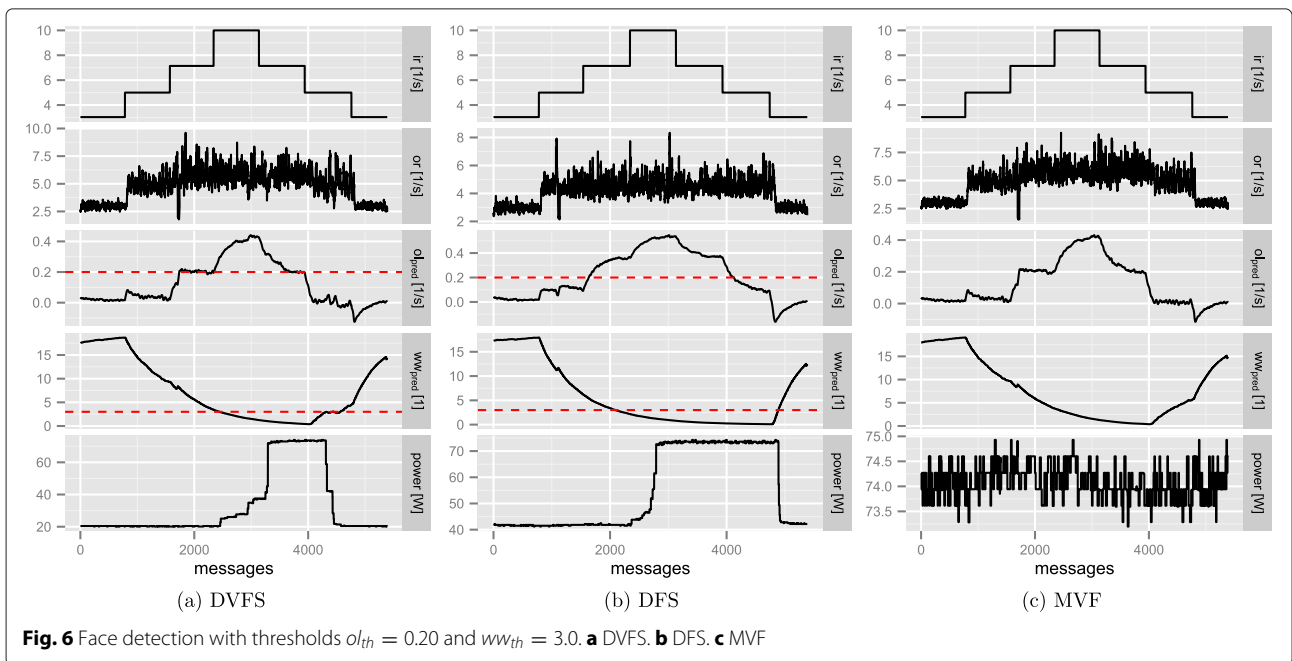 10
8
6
4
ir [1/s]
10.0
7.5
5.0
2.5
or [1/s]
0.4
0.2
0.0
ol_pred [1/s]
15
10
5
0
ww_pred [1]
60
40
20
power [W]
0 2000 4000
messages
(a) DVFS
10
8
6
4
ir [1/s]
8
6
4
2
or [1/s]
0.4
0.2
0.0
ol_pred [1/s]
15
10
5
0
ww_pred [1]
70
60
50
40
power [W]
0 2000 4000
messages
(b) DFS
10
8
6
4
ir [1/s]
7.5
5.0
2.5
or [1/s]
0.4
0.2
0.0
ol_pred [1/s]
15
10
5
0
ww_pred [1]
75.0
74.5
74.0
73.5
power [W]
0 2000 4000
messages
(c) MVF
Fig. 6 Face detection with thresholds ol_th = 0.20 and ww_th = 3.0. a DVFS. b DFS. c MVF